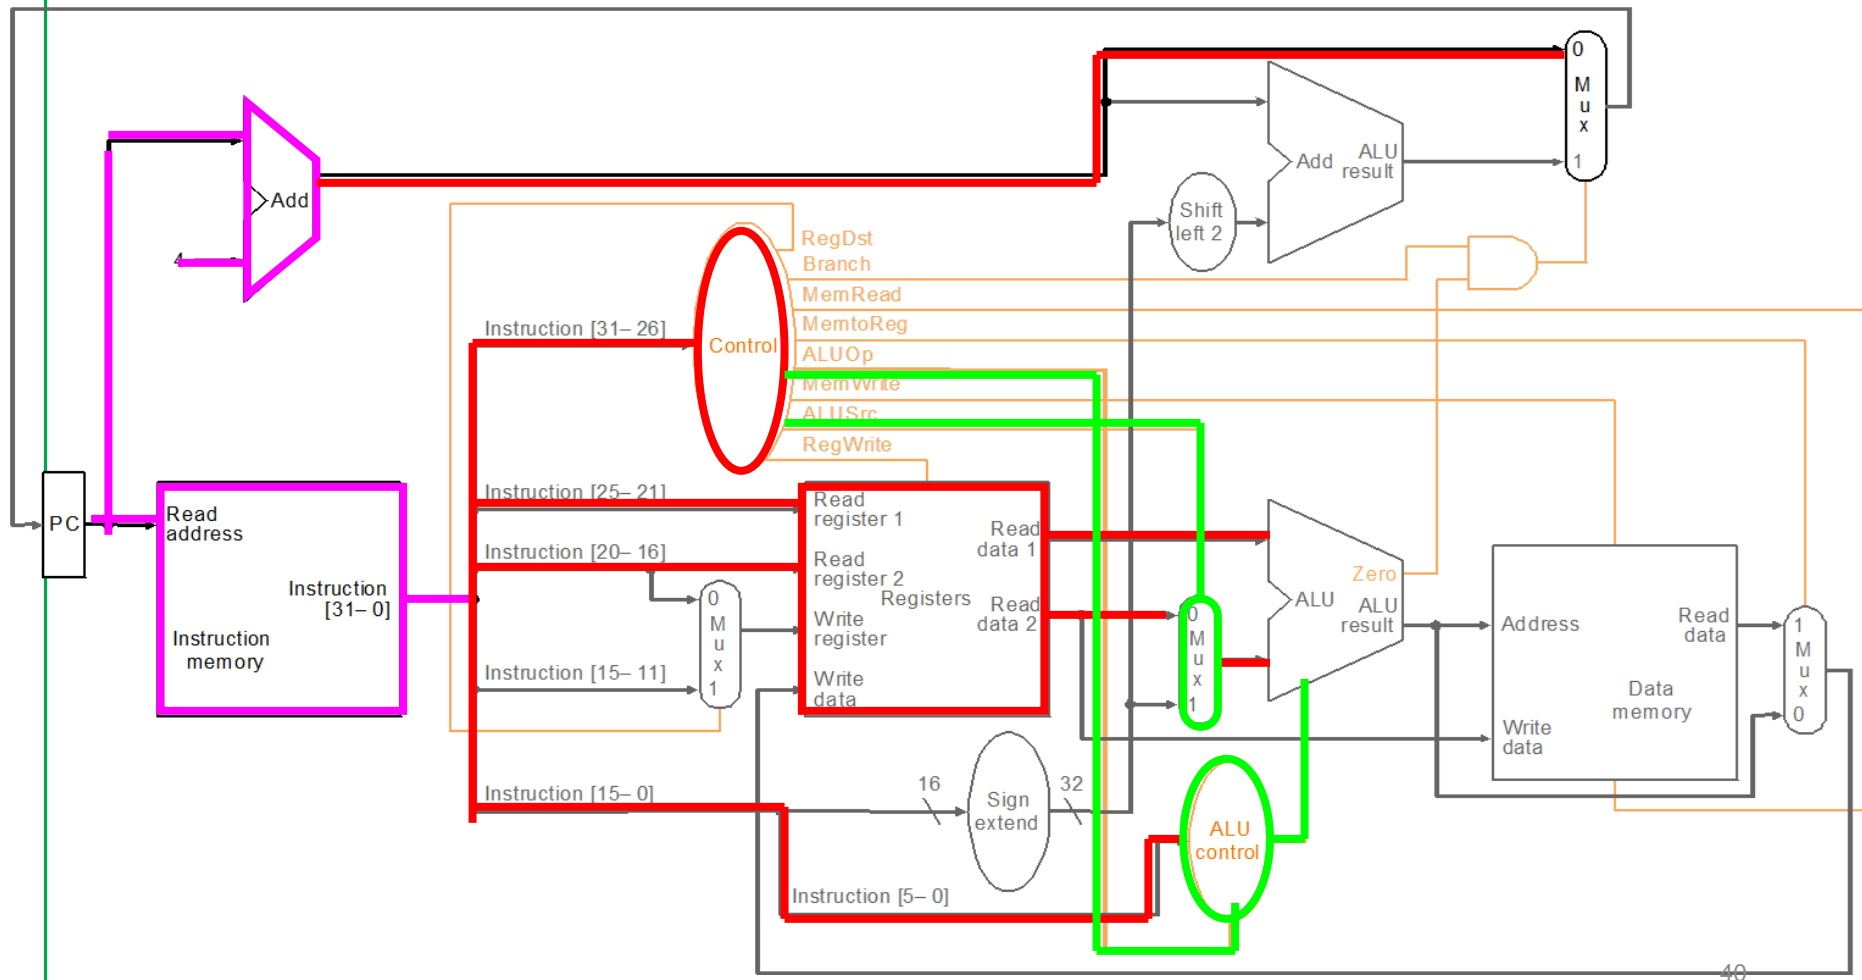 0
M
u
x
1
Add
ALU
result
Add
4
Shift
left 2
RegDst
Branch
MemRead
MemtoReg
ALUOp
MemWrite
ALUSrc
RegWrite
Control
Instruction [31–26]
Instruction [25–21]
Instruction [20–16]
Instruction [15–11]
Instruction [15–0]
Instruction [5–0]
PC
Read
address
Instruction
[31–0]
Instruction
memory
0
M
u
x
1
Read
register 1
Read
register 2
Write
register
Write
data
Registers
Read
data 1
Read
data 2
0
M
u
x
1
Zero
ALU
ALU
result
Address
Write
data
Read
data
Data
memory
1
M
u
x
0
16
Sign
extend
32
ALU
control
40